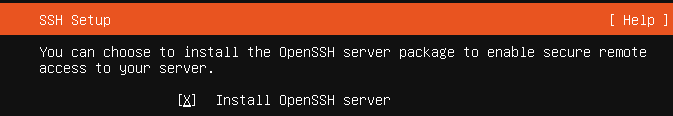 SSH Setup [ Help ]
You can choose to install the OpenSSH server package to enable secure remote
access to your server.
[X] Install OpenSSH server